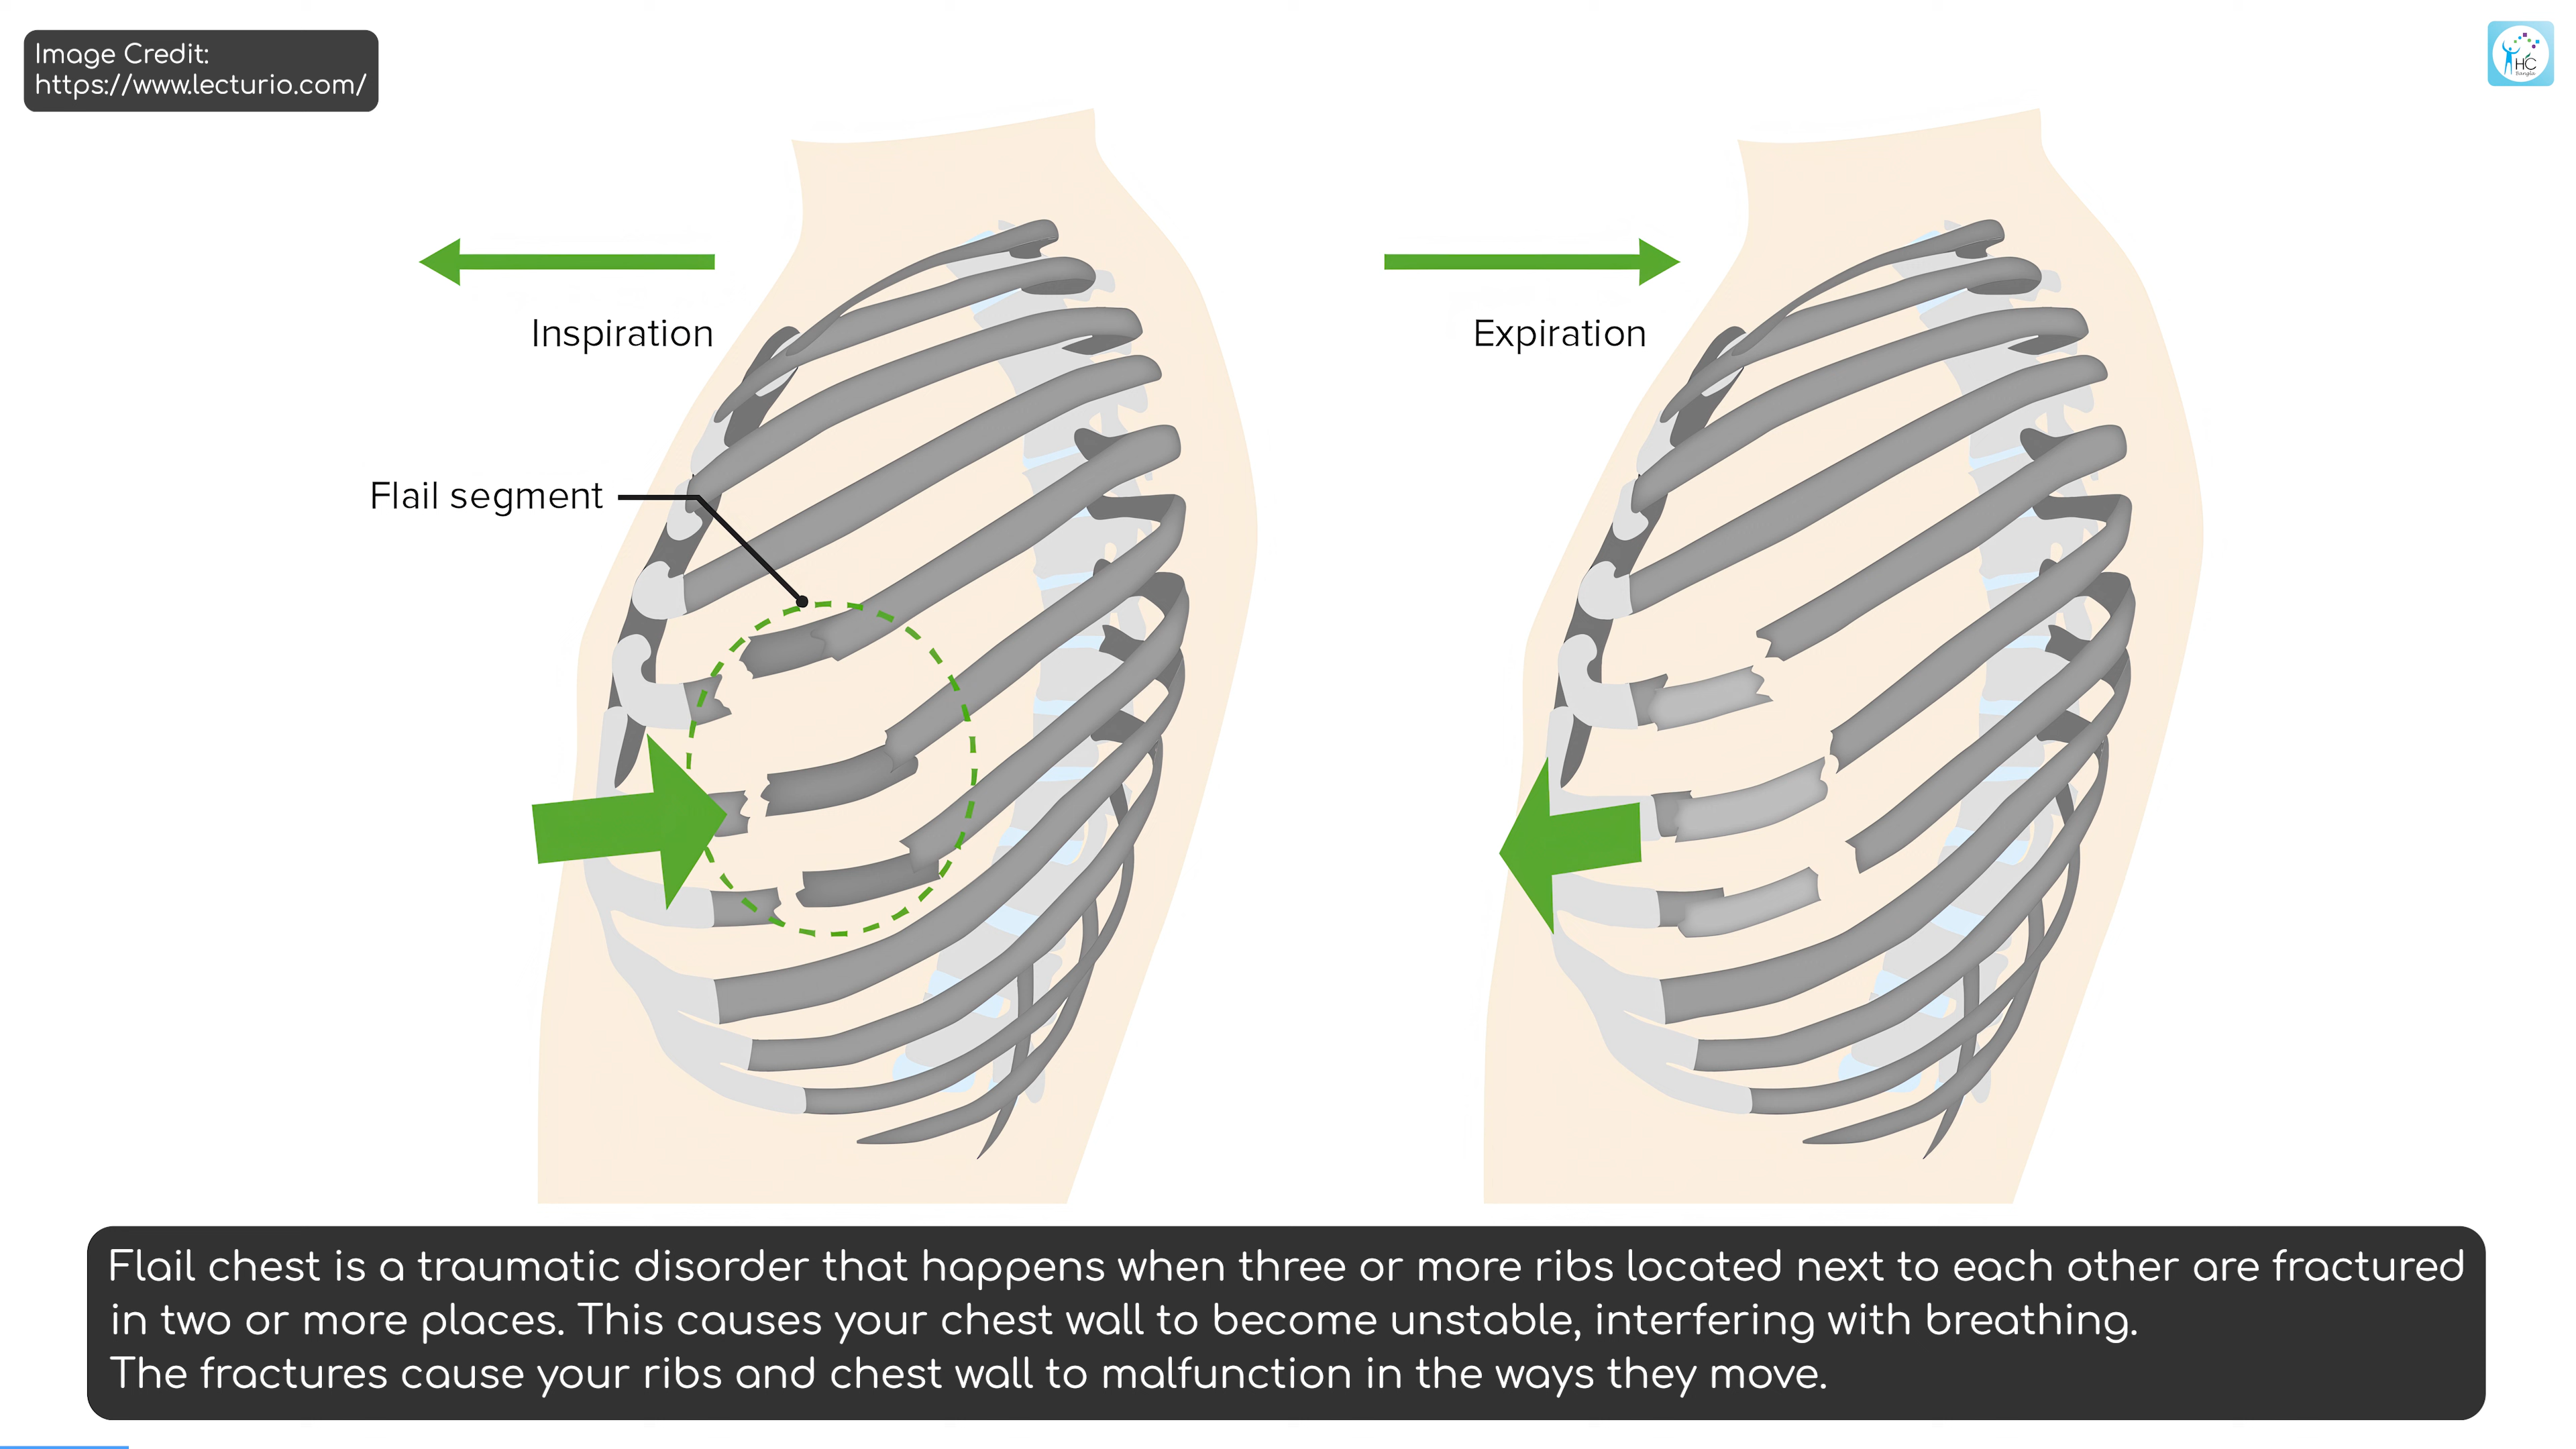 Image Credit:
https://www.lecturio.com/
HC
Bangla
Inspiration
Expiration
Flail segment
Flail chest is a traumatic disorder that happens when three or more ribs located next to each other are fractured
in two or more places. This causes your chest wall to become unstable, interfering with breathing.
The fractures cause your ribs and chest wall to malfunction in the ways they move.